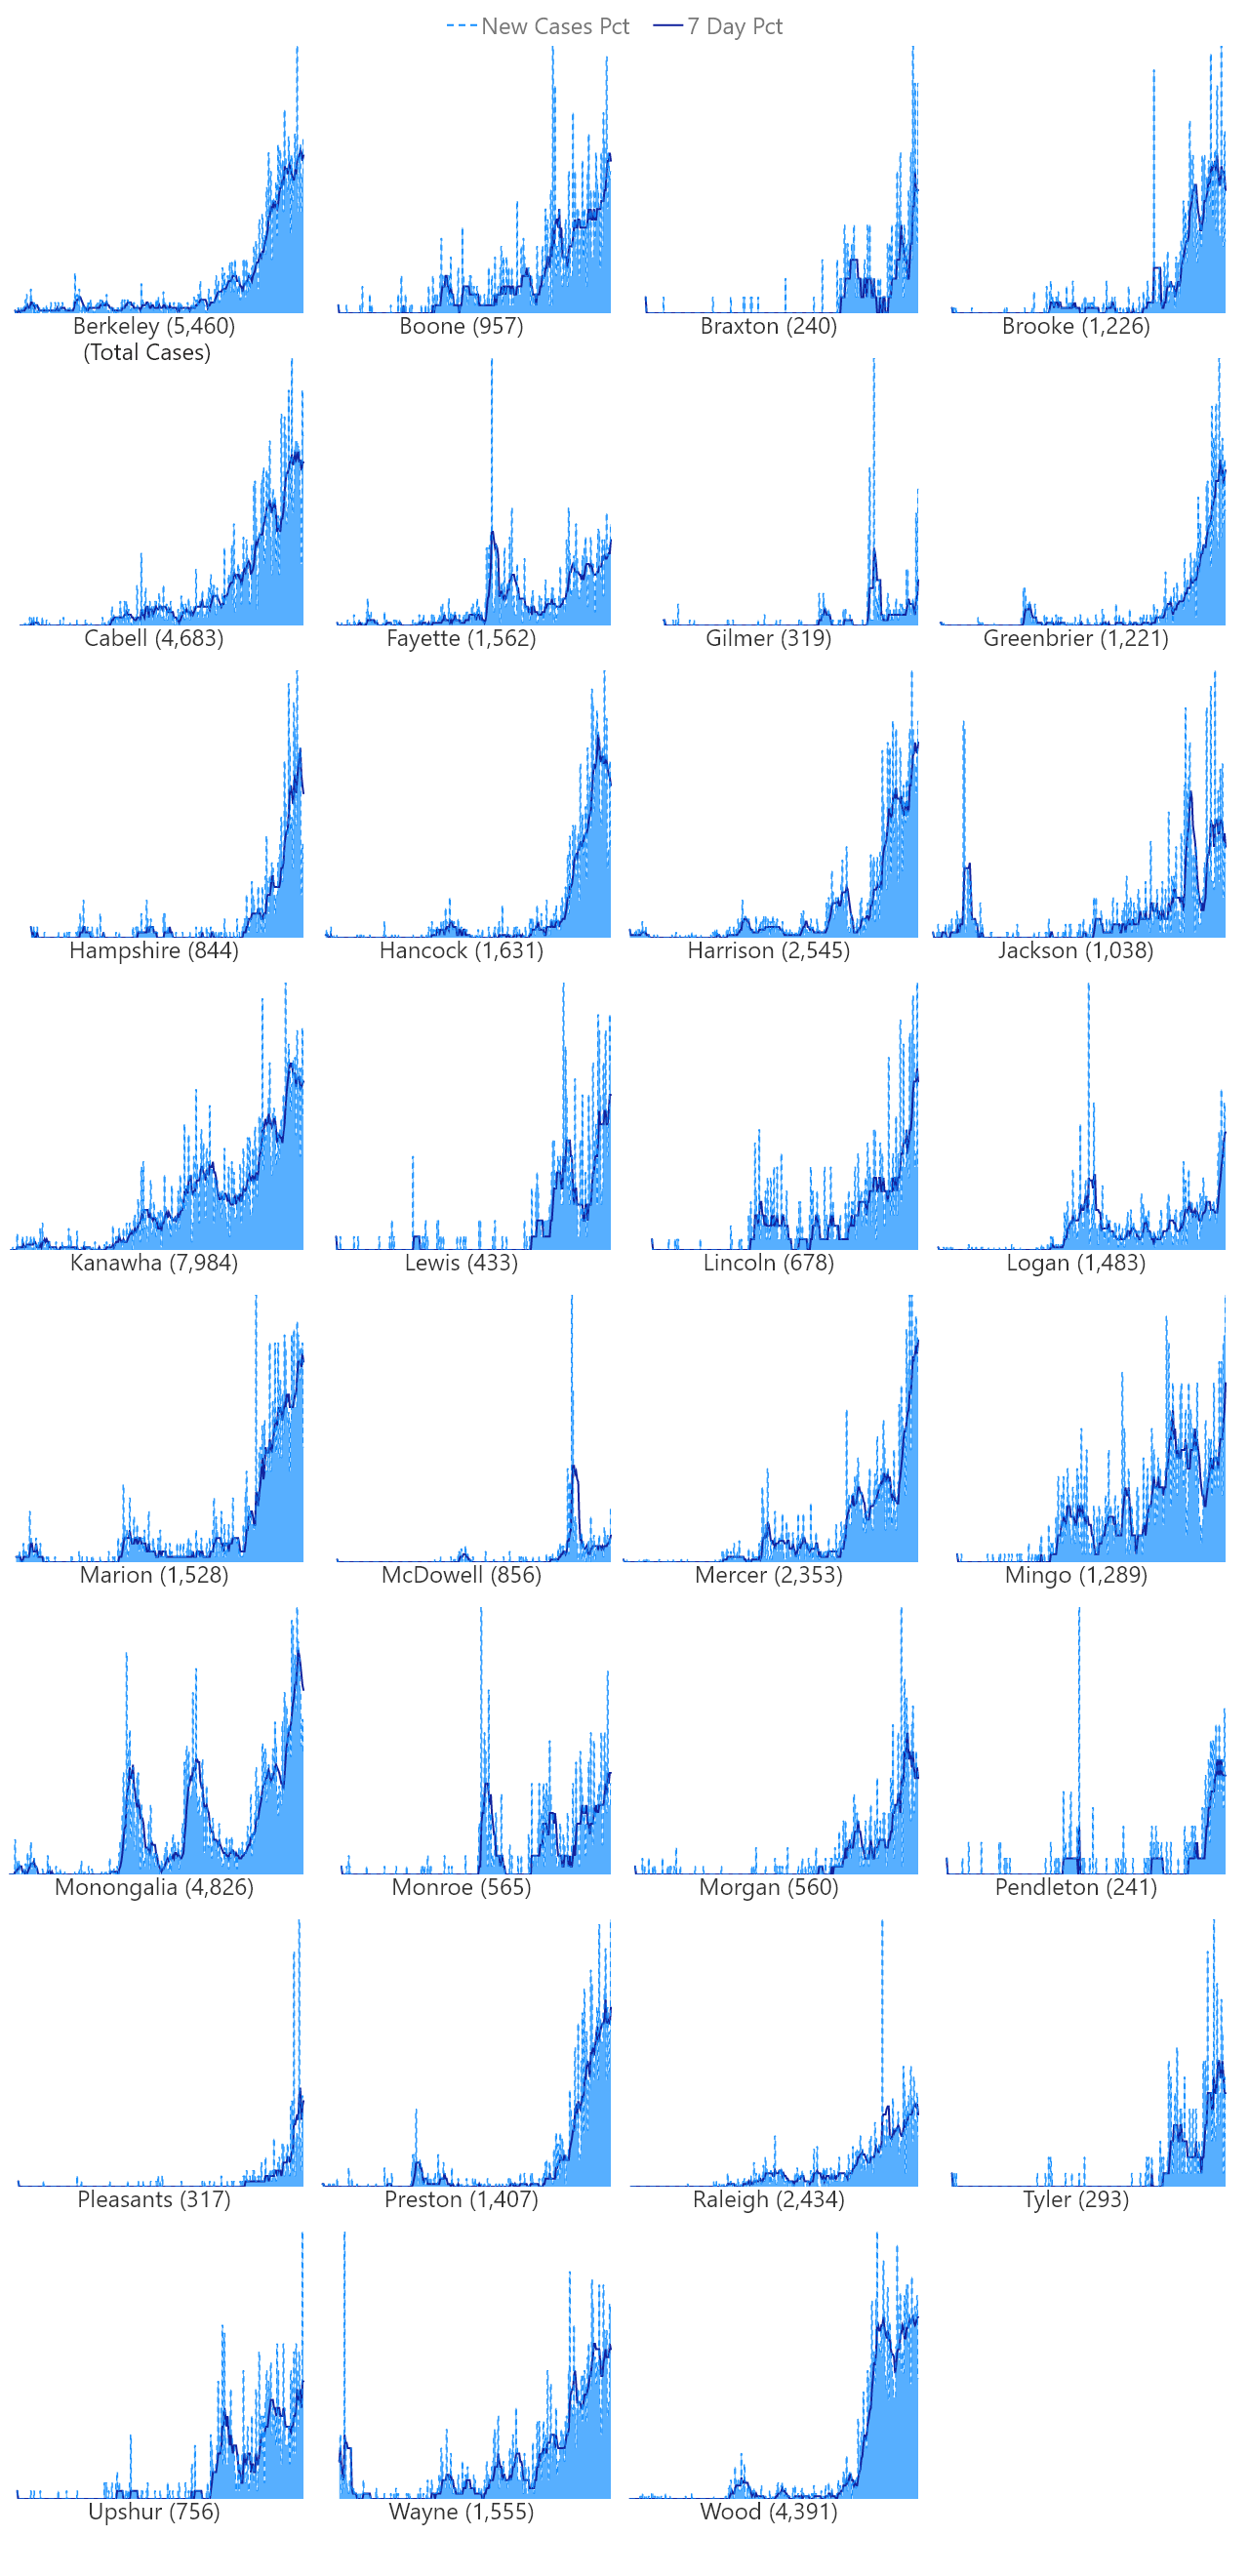 New Cases Pct 7 Day Pct
Berkeley (5,460) Boone (957) Braxton (240) Brooke (1,226)
(Total Cases)
Cabell (4,683) Fayette (1,562) Gilmer (319) Greenbrier (1,221)
Hampshire (844) Hancock (1,631) Harrison (2,545) Jackson (1,038)
Kanawha (7,984) Lewis (433) Lincoln (678) Logan (1,483)
Marion (1,528) McDowell (856) Mercer (2,353) Mingo (1,289)
Monongalia (4,826) Monroe (565) Morgan (560) Pendleton (241)
Pleasants (317) Preston (1,407) Raleigh (2,434) Tyler (293)
Upshur (756) Wayne (1,555) Wood (4,391)